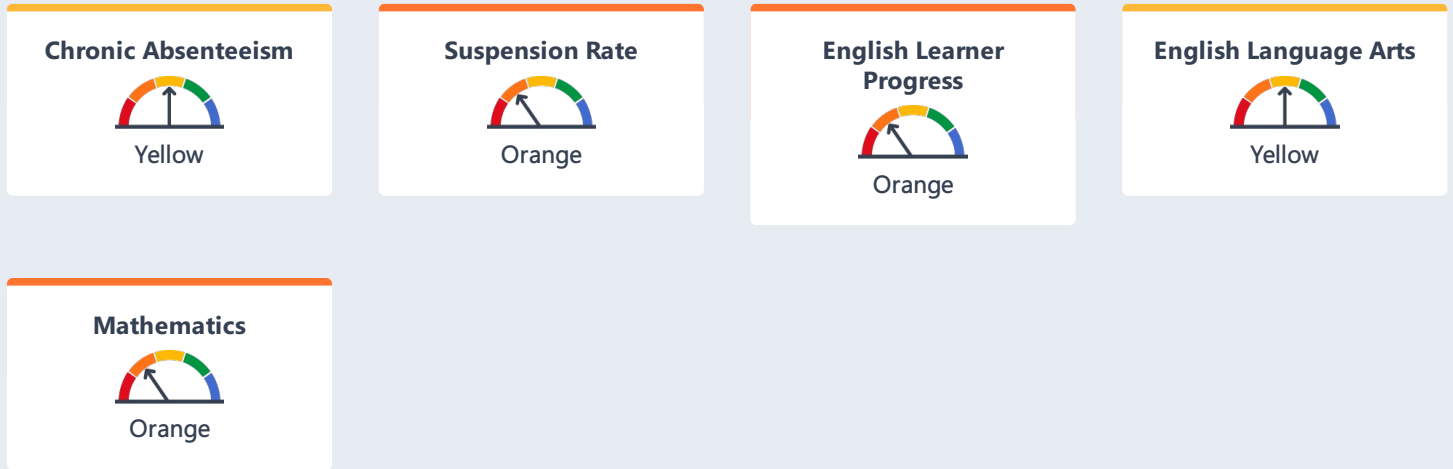 Chronic Absenteeism
Yellow
Suspension Rate
Orange
English Learner
Progress
Orange
English Language Arts
Yellow
Mathematics
Orange